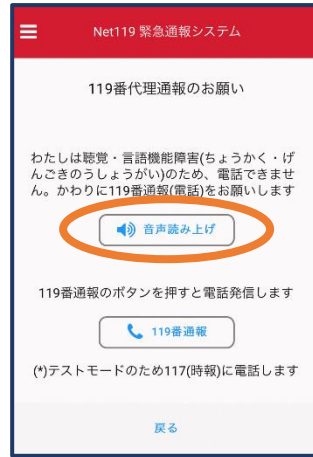 Net119 緊急通報システム
119番代理通報のお願い
わたしは聴覚・言語機能障害(ちょうかく・げ
んごきのうしょうがい)のため、電話できませ
ん。かわりに119番通報(電話)をお願いします
音声読み上げ
119番通報のボタンを押すと電話発信します
119番通報
(*)テストモードのため117(時報)に電話します
戻る